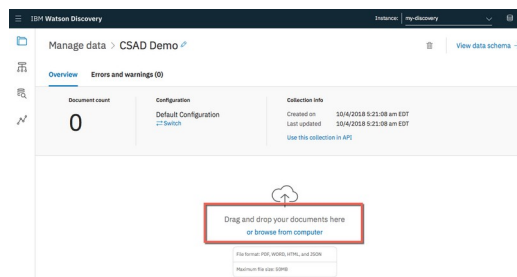 IBM Watson Discovery
Instance: my-discovery
Manage data > CSAD Demo
View data schema
Overview Errors and warnings (0)
Document count
0
Configuration
Default Configuration
Switch
Collection info
Created on 10/4/2018 5:21:08 am EDT
Last updated 10/4/2018 5:21:08 am EDT
Use this collection in API
Drag and drop your documents here
or browse from computer
File format: PDF, WORD, HTML, and JSON
Maximum file size: 50MB